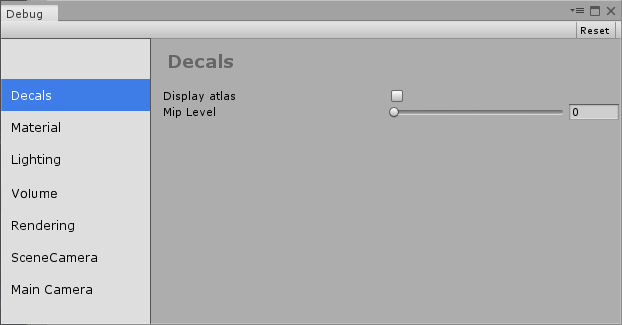 Debug
Reset
Decals
Decals
Display atlas
Mip Level 0
Material
Lighting
Volume
Rendering
SceneCamera
Main Camera